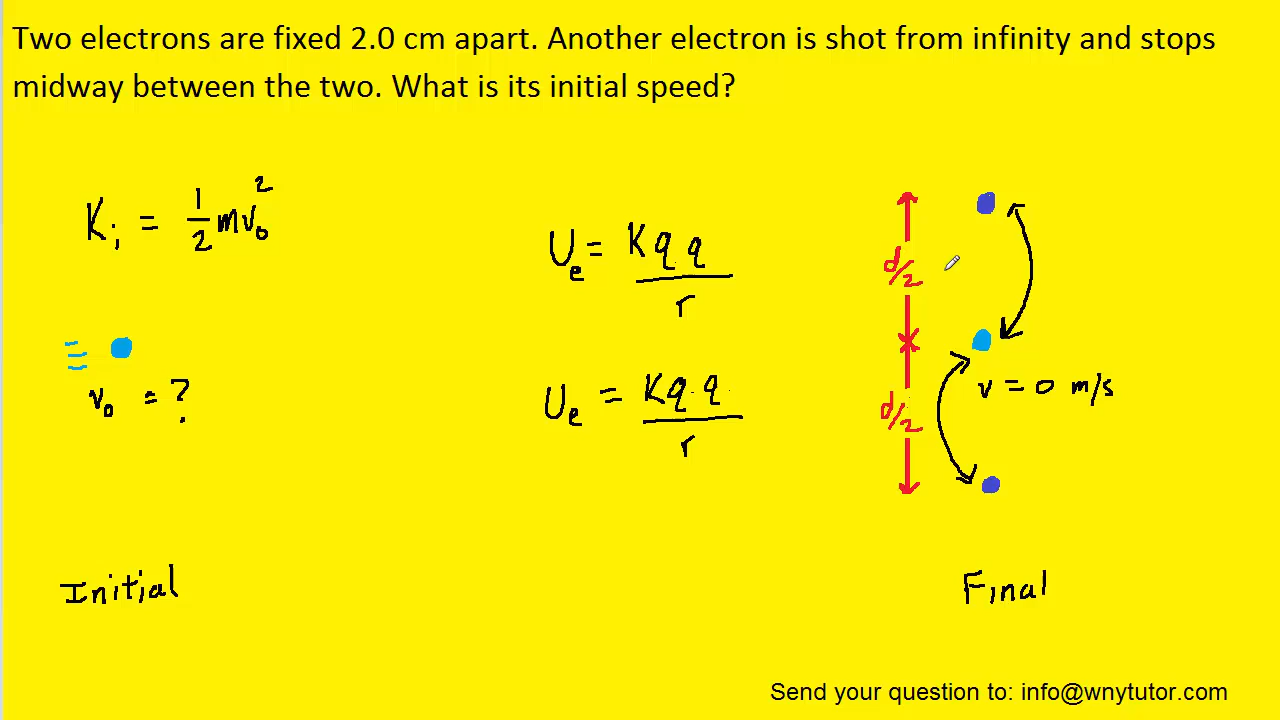 Two electrons are fixed 2.0 cm apart. Another electron is shot from infinity and stops
midway between the two. What is its initial speed?
Ki = 1/2 mv₀²
Ue = Kq·q / r
d/2
v₀ = ?
Ue = Kq·q / r
d/2
v = 0 m/s
Initial
Final
Send your question to: info@wnytutor.com